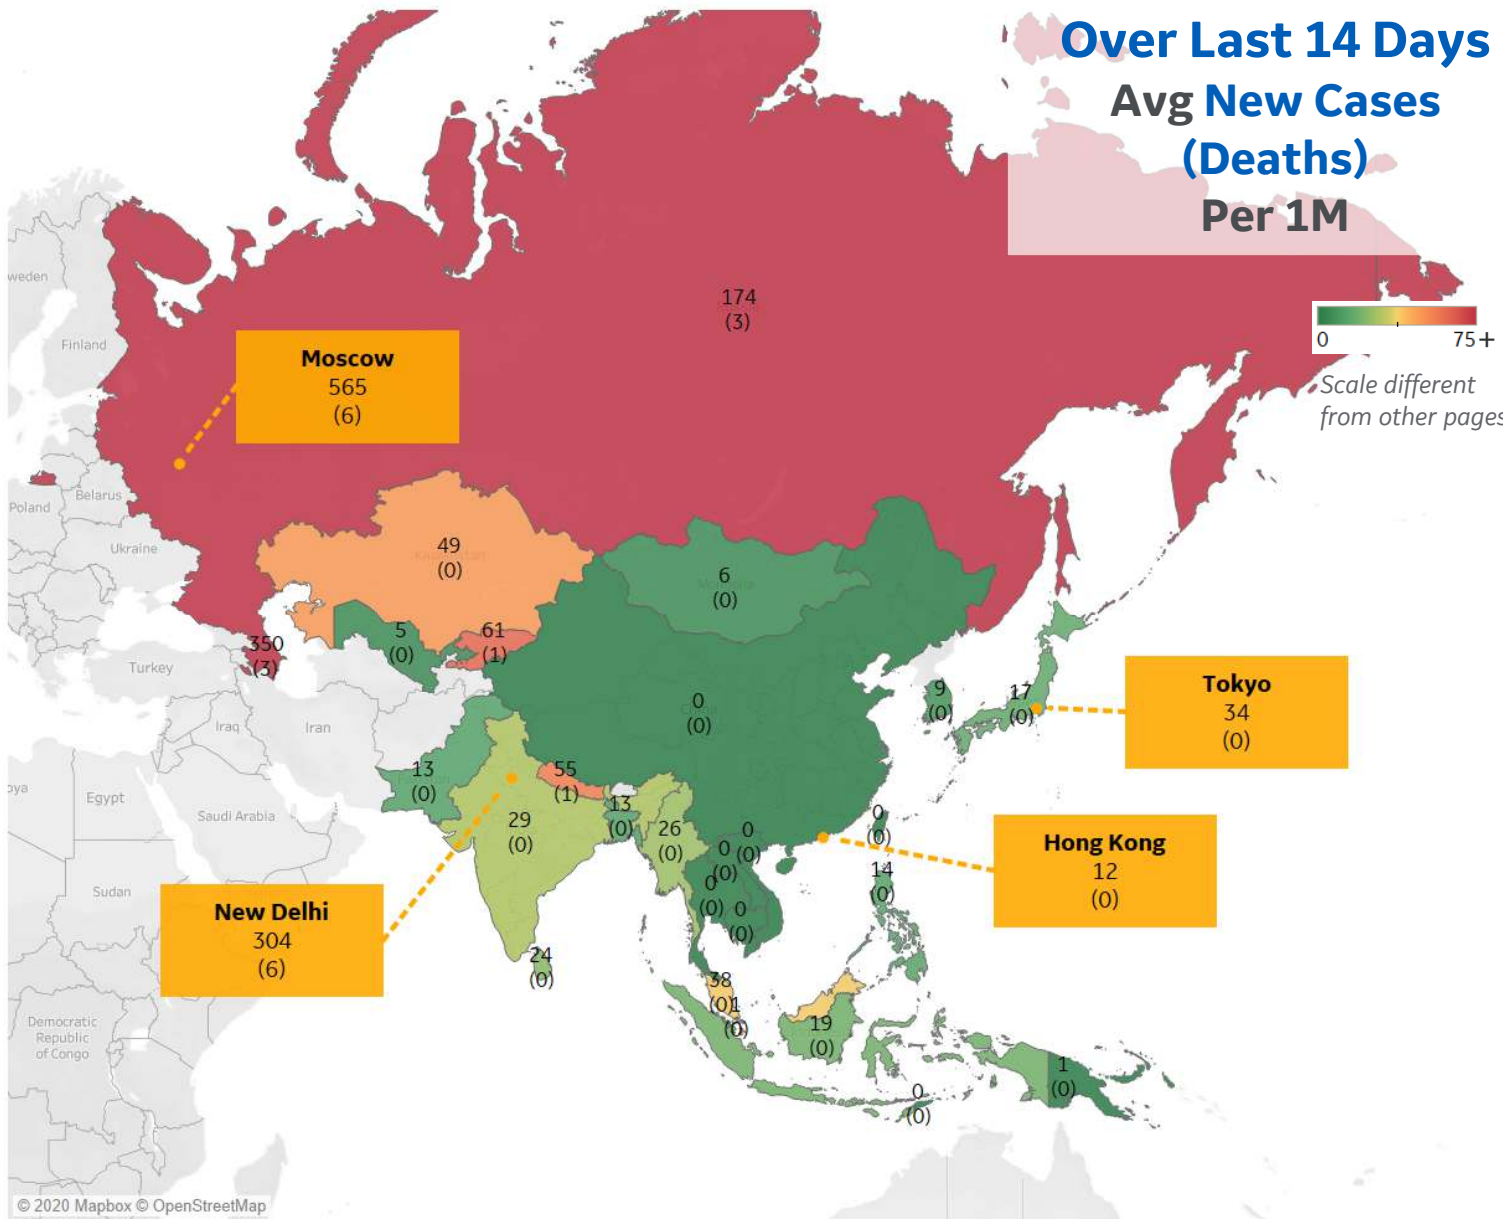 Over Last 14 Days
Avg New Cases
(Deaths)
Per 1M
0 75+
Scale different
from other pages
174
(3)
Moscow
565
(6)
weden
Finland
Belarus
Poland
Ukraine
Turkey
Iraq
Iran
oya
Egypt
Saudi Arabia
Sudan
Democratic
Republic
of Congo
49
(0)
6
(0)
5
(0)
61
(1)
350
(3)
0
(0)
9
(0)
17
(0)
Tokyo
34
(0)
13
(0)
55
(1)
13
(0)
29
(0)
26
(0)
0
(0)
0
(0)
0
(0)
0
(0)
0
(0)
14
(0)
Hong Kong
12
(0)
New Delhi
304
(6)
24
(0)
38
(0)
1
(0)
19
(0)
0
(0)
1
(0)
© 2020 Mapbox © OpenStreetMap